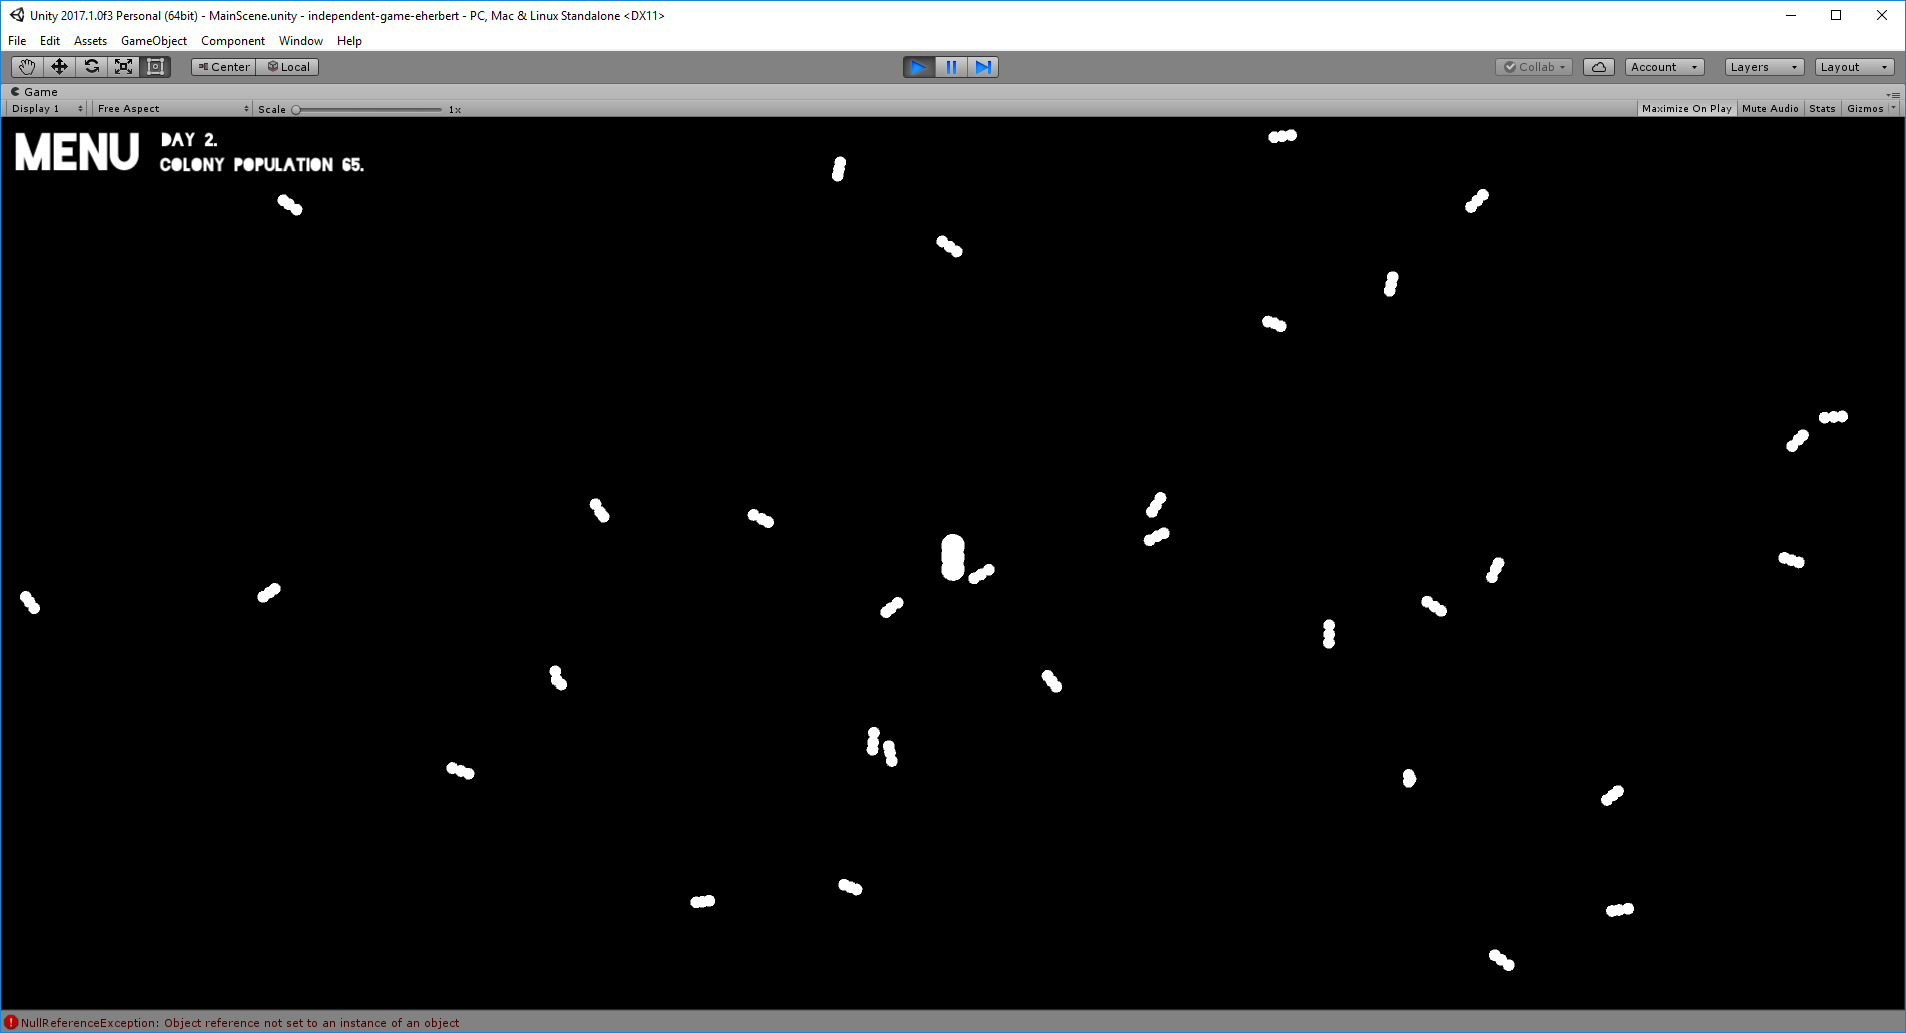 Unity 2017.1.0f3 Personal (64bit) - MainScene.unity - independent-game-eherbert - PC, Mac & Linux Standalone <DX11>
File Edit Assets GameObject Component Window Help
Center Local Collab Account Layers Layout
Game
Display 1 Free Aspect Scale 1x Maximize On Play Mute Audio Stats Gizmos
MENU DAY 2.
COLONY POPULATION 65.
NullReferenceException: Object reference not set to an instance of an object